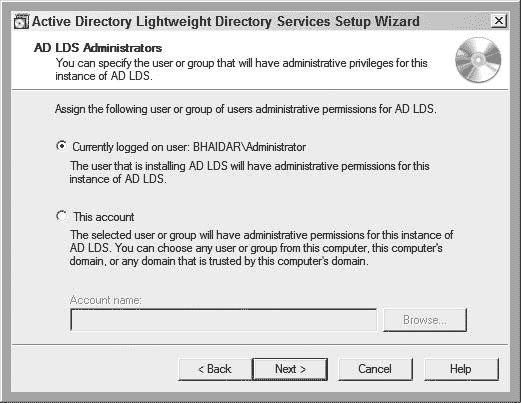 Active Directory Lightweight Directory Services Setup Wizard
AD LDS Administrators
You can specify the user or group that will have administrative privileges for this
instance of AD LDS.
Assign the following user or group of users administrative permissions for AD LDS.
Currently logged on user: BHAIDAR\Administrator
The user that is installing AD LDS will have administrative permissions for this
instance of AD LDS.
This account
The selected user or group will have administrative permissions for this instance of
AD LDS. You can choose any user or group from this computer, this computer's
domain, or any domain that is trusted by this computer's domain.
Account name:
Browse...
< Back Next > Cancel Help